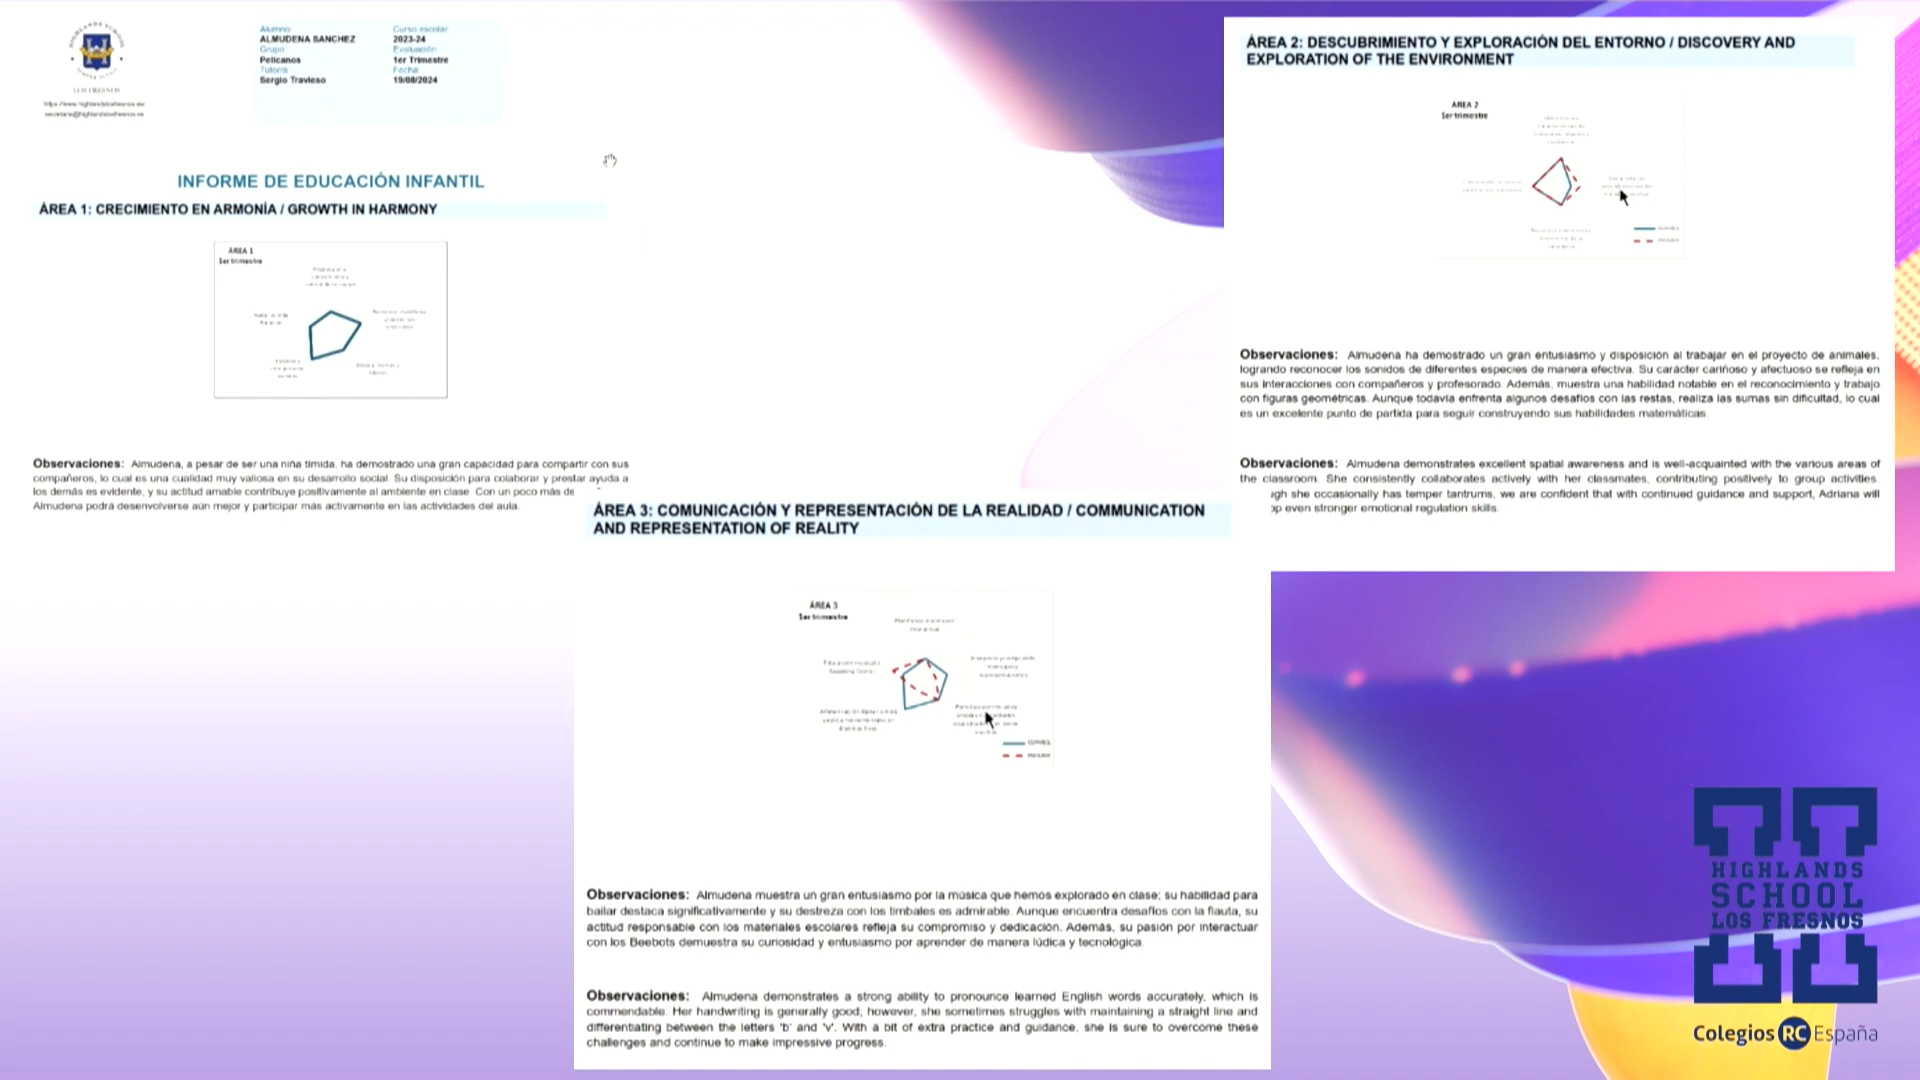 LOS FRESNOS
Alumno
ALMUDENA SANCHEZ
Grupo
Pelicanos
Tutor/a
Sergio Travieso
Curso escolar
2023-24
Evaluación
1er Trimestre
Fecha:
19/08/2024
INFORME DE EDUCACIÓN INFANTIL
ÁREA 1: CRECIMIENTO EN ARMONÍA / GROWTH IN HARMONY
ÁREA 1
1er trimestre
Observaciones: Almudena, a pesar de ser una niña tímida, ha demostrado una gran capacidad para compartir con sus
compañeros, lo cual es una cualidad muy valiosa en su desarrollo social. Su disposición para colaborar y prestar ayuda a
los demás es evidente, y su actitud amable contribuye positivamente al ambiente en clase. Con un poco más de
Almudena podrá desenvolverse aún mejor y participar más activamente en las actividades del aula.
ÁREA 2: DESCUBRIMIENTO Y EXPLORACIÓN DEL ENTORNO / DISCOVERY AND
EXPLORATION OF THE ENVIRONMENT
ÁREA 2
1er trimestre
Observaciones: Almudena ha demostrado un gran entusiasmo y disposición al trabajar en el proyecto de animales,
logrando reconocer los sonidos de diferentes especies de manera efectiva. Su carácter cariñoso y afectuoso se refleja en
sus interacciones con compañeros y profesorado. Además, muestra una habilidad notable en el reconocimiento y trabajo
con figuras geométricas. Aunque todavía enfrenta algunos desafíos con las restas, realiza las sumas sin dificultad, lo cual
es un excelente punto de partida para seguir construyendo sus habilidades matemáticas.
Observaciones: Almudena demonstrates excellent spatial awareness and is well-acquainted with the various areas of
the classroom. She consistently collaborates actively with her classmates, contributing positively to group activities.
ugh she occasionally has temper tantrums, we are confident that with continued guidance and support, Adriana will
op even stronger emotional regulation skills.
ÁREA 3: COMUNICACIÓN Y REPRESENTACIÓN DE LA REALIDAD / COMMUNICATION
AND REPRESENTATION OF REALITY
ÁREA 3
1er trimestre
Observaciones: Almudena muestra un gran entusiasmo por la música que hemos explorado en clase; su habilidad para
bailar destaca significativamente y su destreza con los timbales es admirable. Aunque encuentra desafíos con la flauta, su
actitud responsable con los materiales escolares refleja su compromiso y dedicación. Además, su pasión por interactuar
con los Beebots demuestra su curiosidad y entusiasmo por aprender de manera lúdica y tecnológica.
Observaciones: Almudena demonstrates a strong ability to pronounce learned English words accurately, which is
commendable. Her handwriting is generally good; however, she sometimes struggles with maintaining a straight line and
differentiating between the letters 'b' and 'v'. With a bit of extra practice and guidance, she is sure to overcome these
challenges and continue to make impressive progress.
HIGHLANDS
SCHOOL
LOS FRESNOS
Colegios RC España